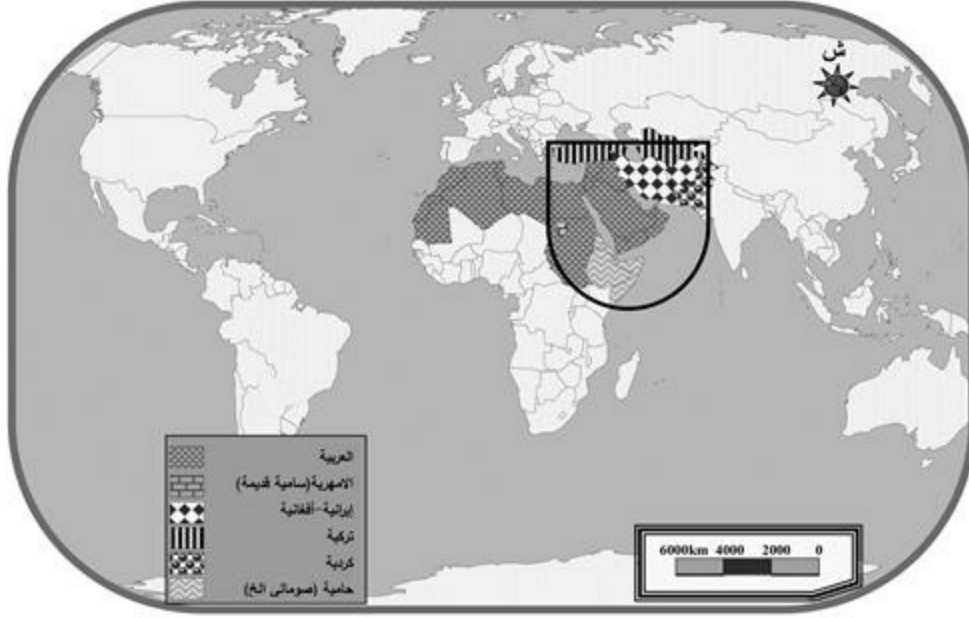 ش
العربية
الامهرية(سامية قديمة)
إيرانية-أفغانية
تركية
كردية
حامية (صومالى الخ)
6000km 4000 2000 0